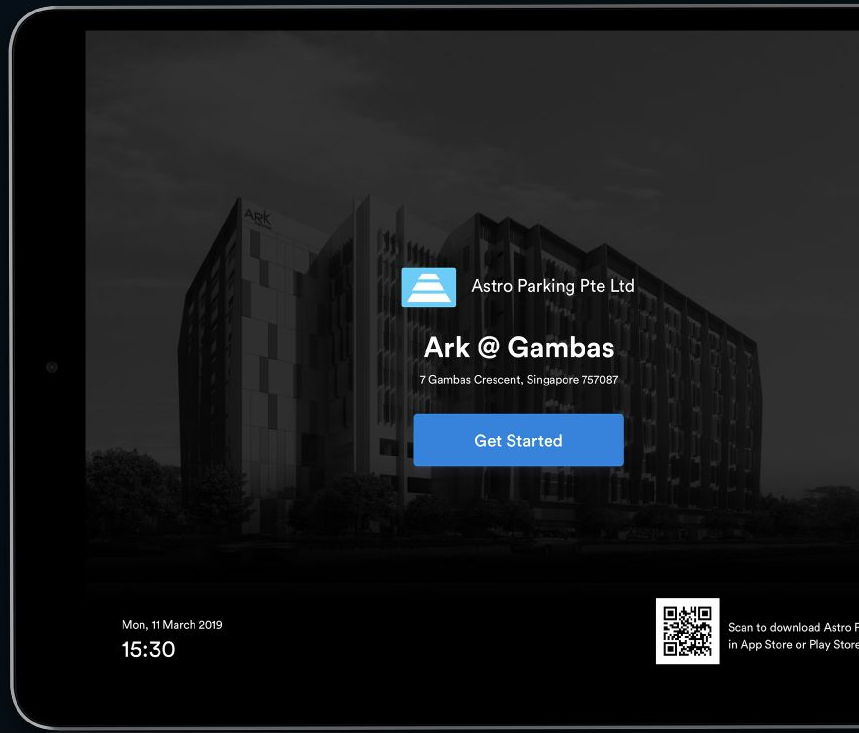 ARK
Astro Parking Pte Ltd
Ark @ Gambas
7 Gambas Crescent, Singapore 757087
Get Started
Mon, 11 March 2019
15:30
Scan to download Astro P
in App Store or Play Store